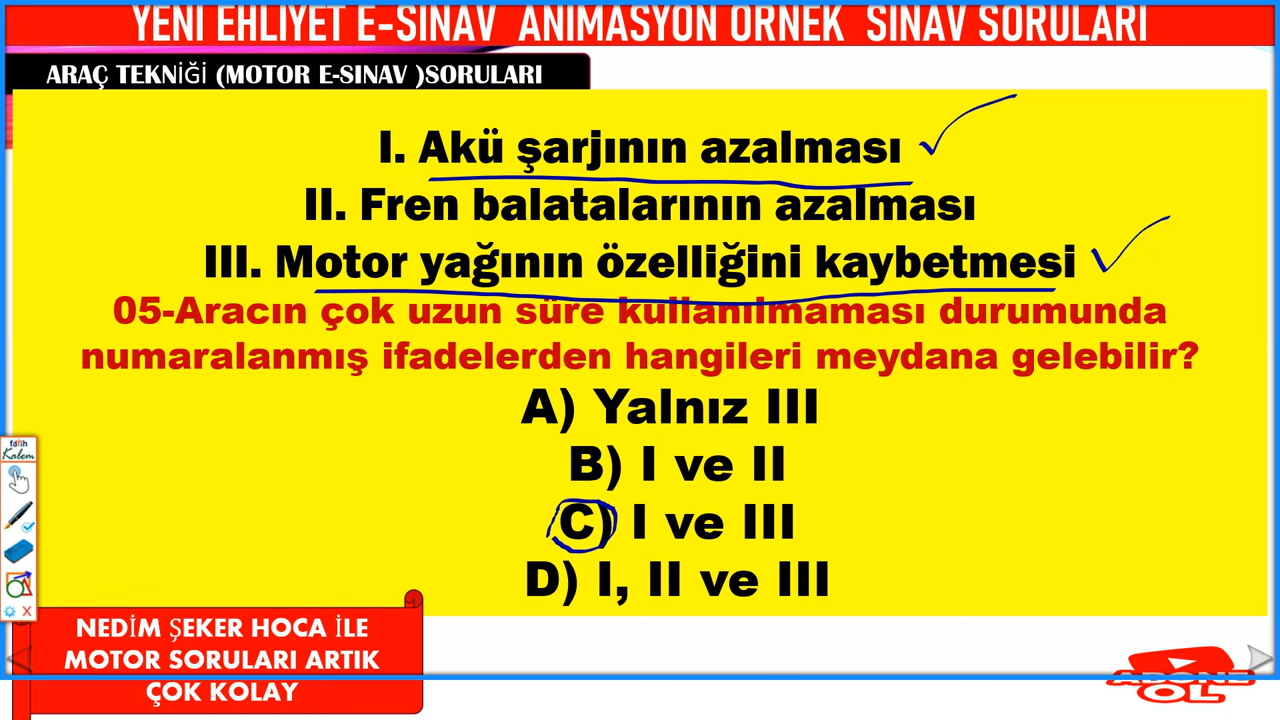 YENİ EHLİYET E-SINAV ANİMASYON ÖRNEK SINAV SORULARI
ARAÇ TEKNİĞİ (MOTOR E-SINAV )SORULARI
I. Akü şarjının azalması
II. Fren balatalarının azalması
III. Motor yağının özelliğini kaybetmesi
05-Aracın çok uzun süre kullanılmaması durumunda
numaralanmış ifadelerden hangileri meydana gelebilir?
A) Yalnız III
B) I ve II
C) I ve III
D) I, II ve III
fatih
Kalem
NEDİM ŞEKER HOCA İLE
MOTOR SORULARI ARTIK
ÇOK KOLAY
ABONE
OL